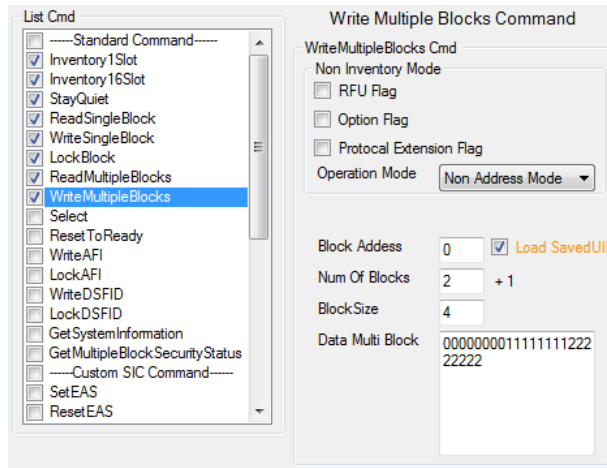 List Cmd
------Standard Command------
Inventory1Slot
Inventory16Slot
StayQuiet
ReadSingleBlock
WriteSingleBlock
LockBlock
ReadMultipleBlocks
WriteMultipleBlocks
Select
ResetToReady
WriteAFI
LockAFI
WriteDSFID
LockDSFID
GetSystemInformation
GetMultipleBlockSecurityStatus
------Custom SIC Command------
SetEAS
ResetEAS
Write Multiple Blocks Command
WriteMultipleBlocks Cmd
Non Inventory Mode
RFU Flag
Option Flag
Protocal Extension Flag
Operation Mode Non Address Mode
Block Addess 0 Load SavedUI
Num Of Blocks 2 + 1
BlockSize 4
Data Multi Block 0000000011111111222
22222